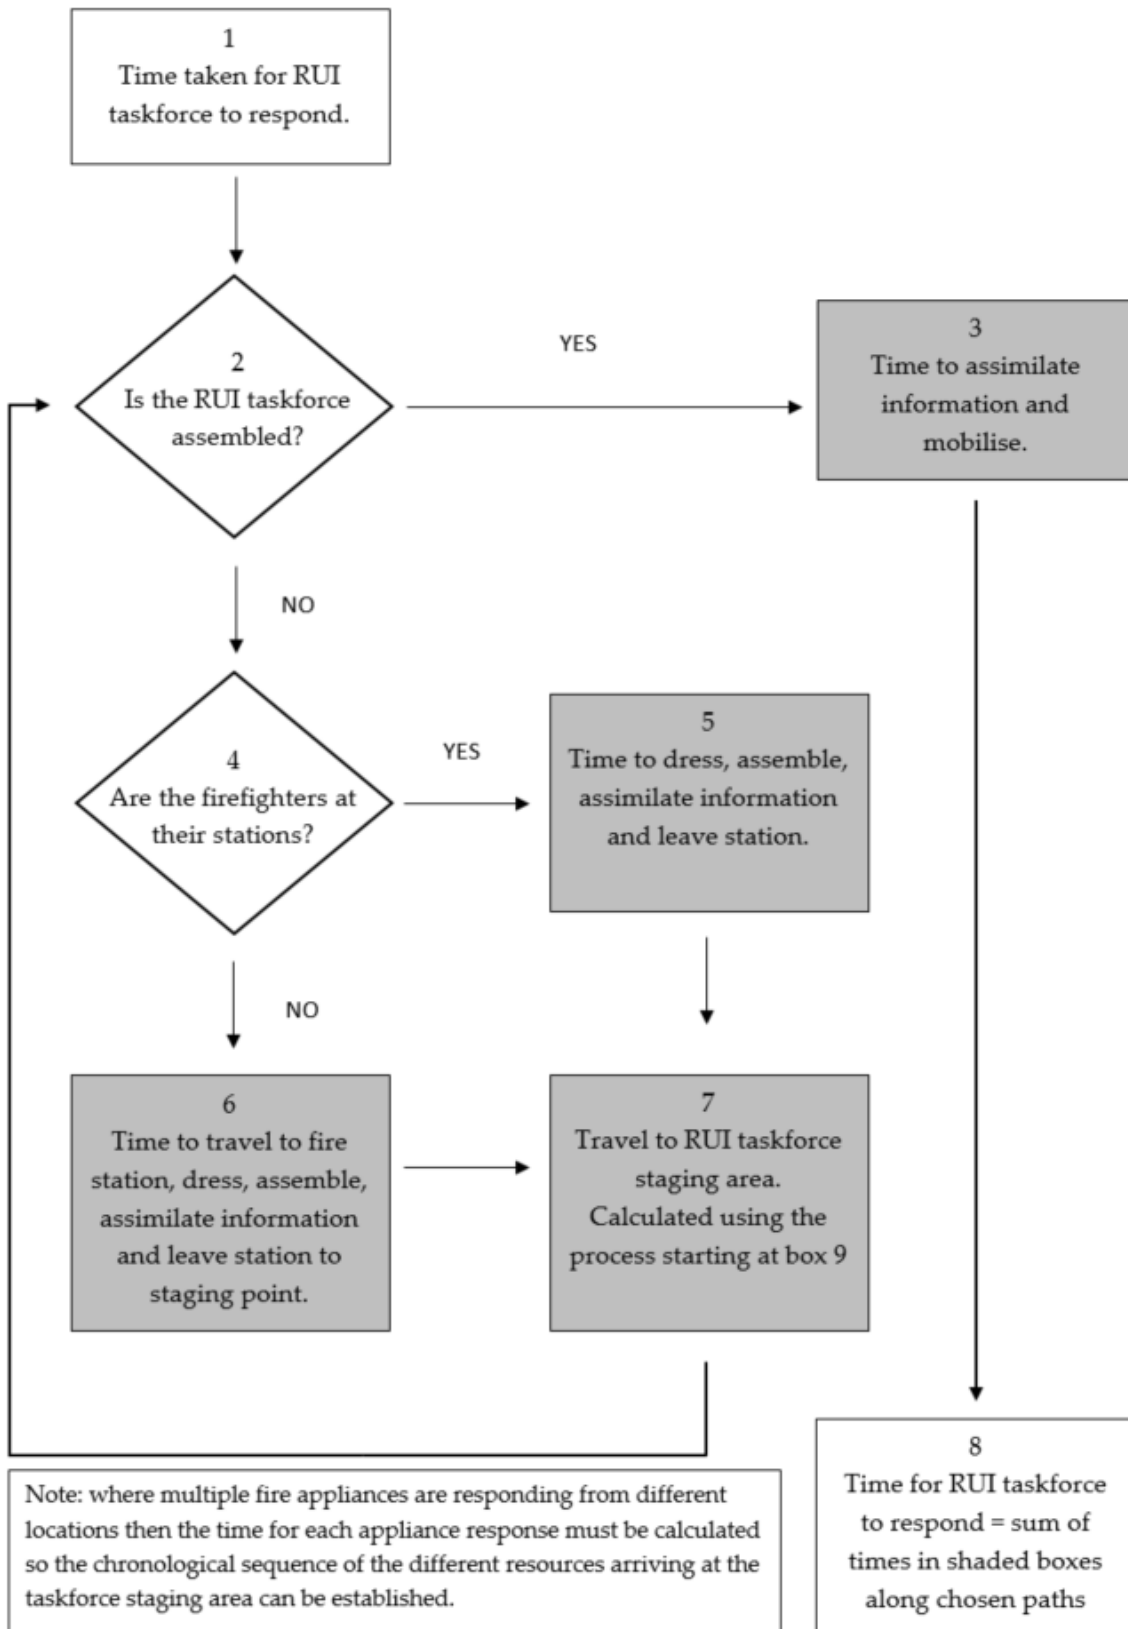 1
Time taken for RUI
taskforce to respond.
2
Is the RUI taskforce
assembled?
YES
3
Time to assimilate
information and
mobilise.
NO
4
Are the firefighters at
their stations?
YES
5
Time to dress, assemble,
assimilate information
and leave station.
NO
6
Time to travel to fire
station, dress, assemble,
assimilate information
and leave station to
staging point.
7
Travel to RUI taskforce
staging area.
Calculated using the
process starting at box 9
8
Time for RUI taskforce
to respond = sum of
times in shaded boxes
along chosen paths
Note: where multiple fire appliances are responding from different
locations then the time for each appliance response must be calculated
so the chronological sequence of the different resources arriving at the
taskforce staging area can be established.